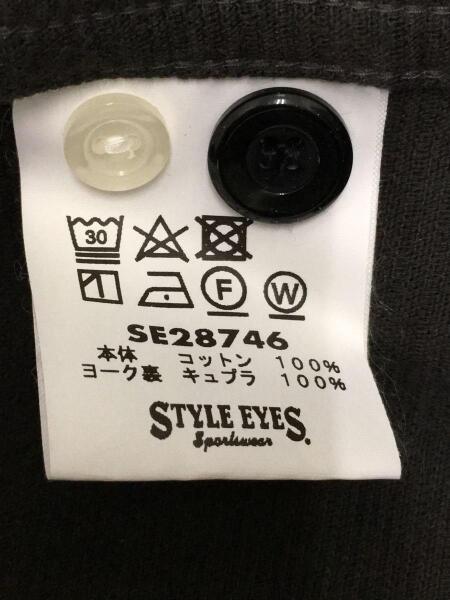 30
F W
SE28746
本体 コットン 100%
ヨーク裏 キュプラ 100%
STYLE EYES.
Sportswear